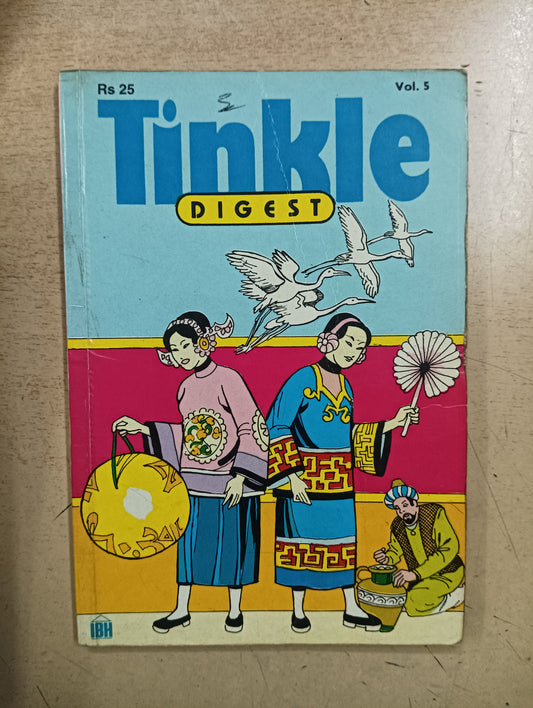 Rs 25
Vol. 5
Tinkle
DIGEST
IBH